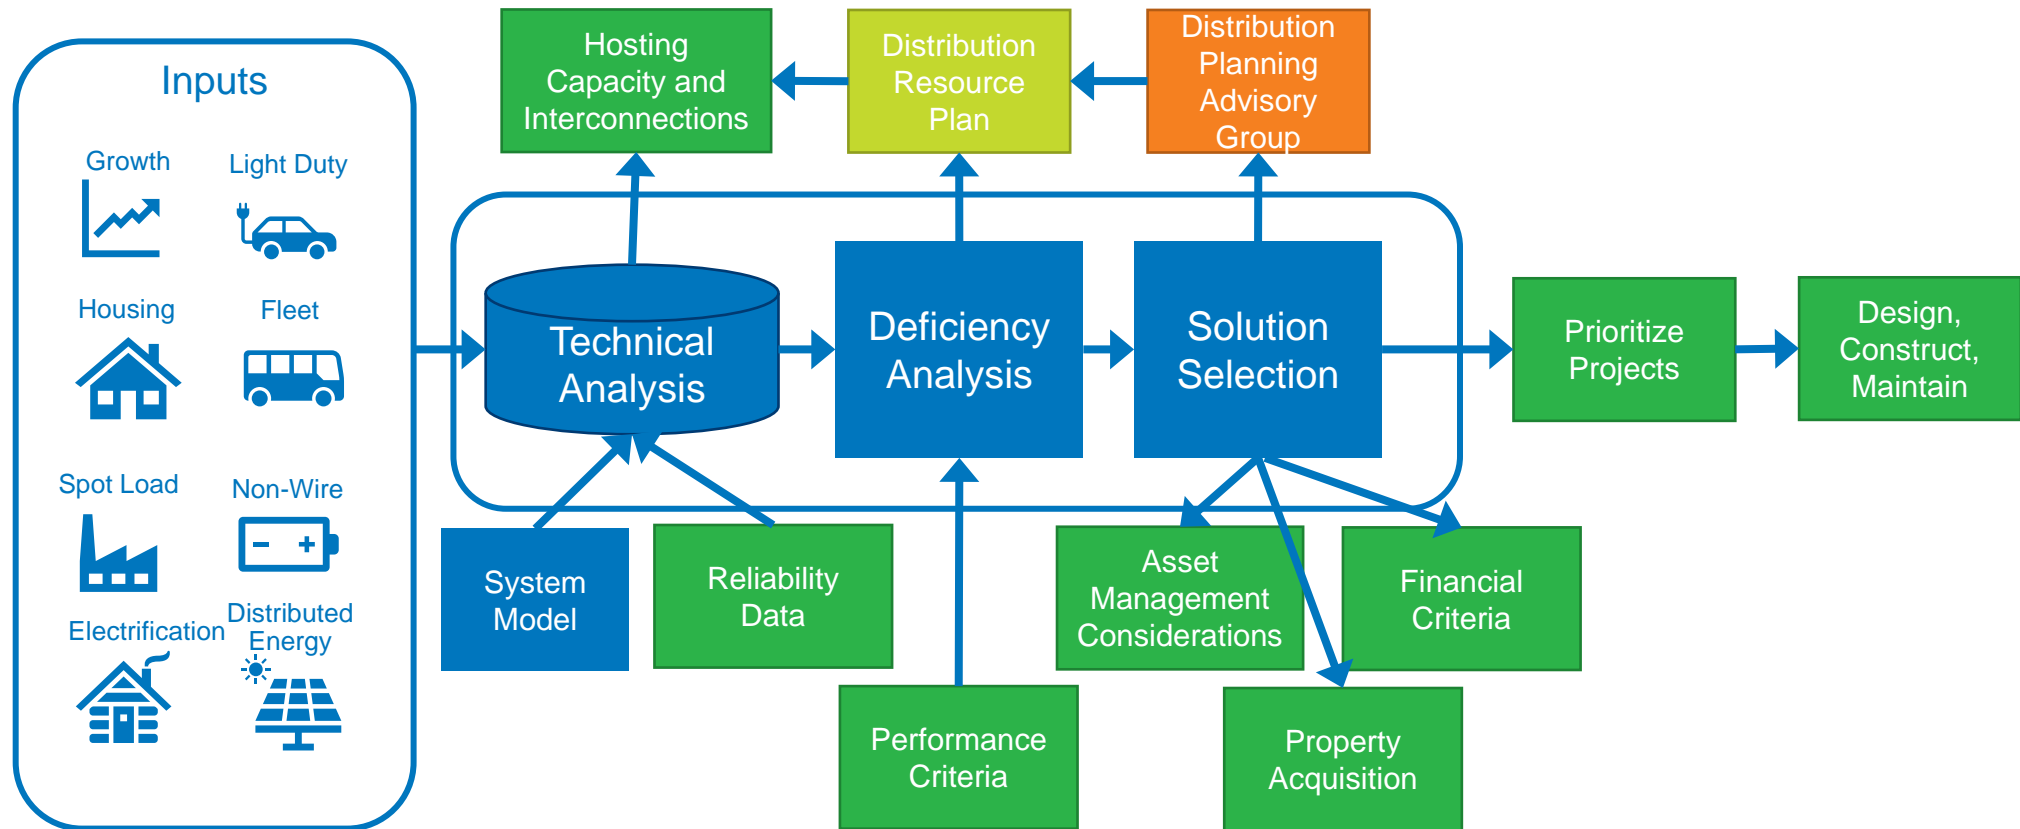 Inputs
Growth
Light Duty
Housing
Fleet
Spot Load
Non-Wire
Electrification
Distributed
Energy
Hosting
Capacity and
Interconnections
Distribution
Resource
Plan
Distribution
Planning
Advisory
Group
Technical
Analysis
Deficiency
Analysis
Solution
Selection
Prioritize
Projects
Design,
Construct,
Maintain
System
Model
Reliability
Data
Performance
Criteria
Asset
Management
Considerations
Financial
Criteria
Property
Acquisition